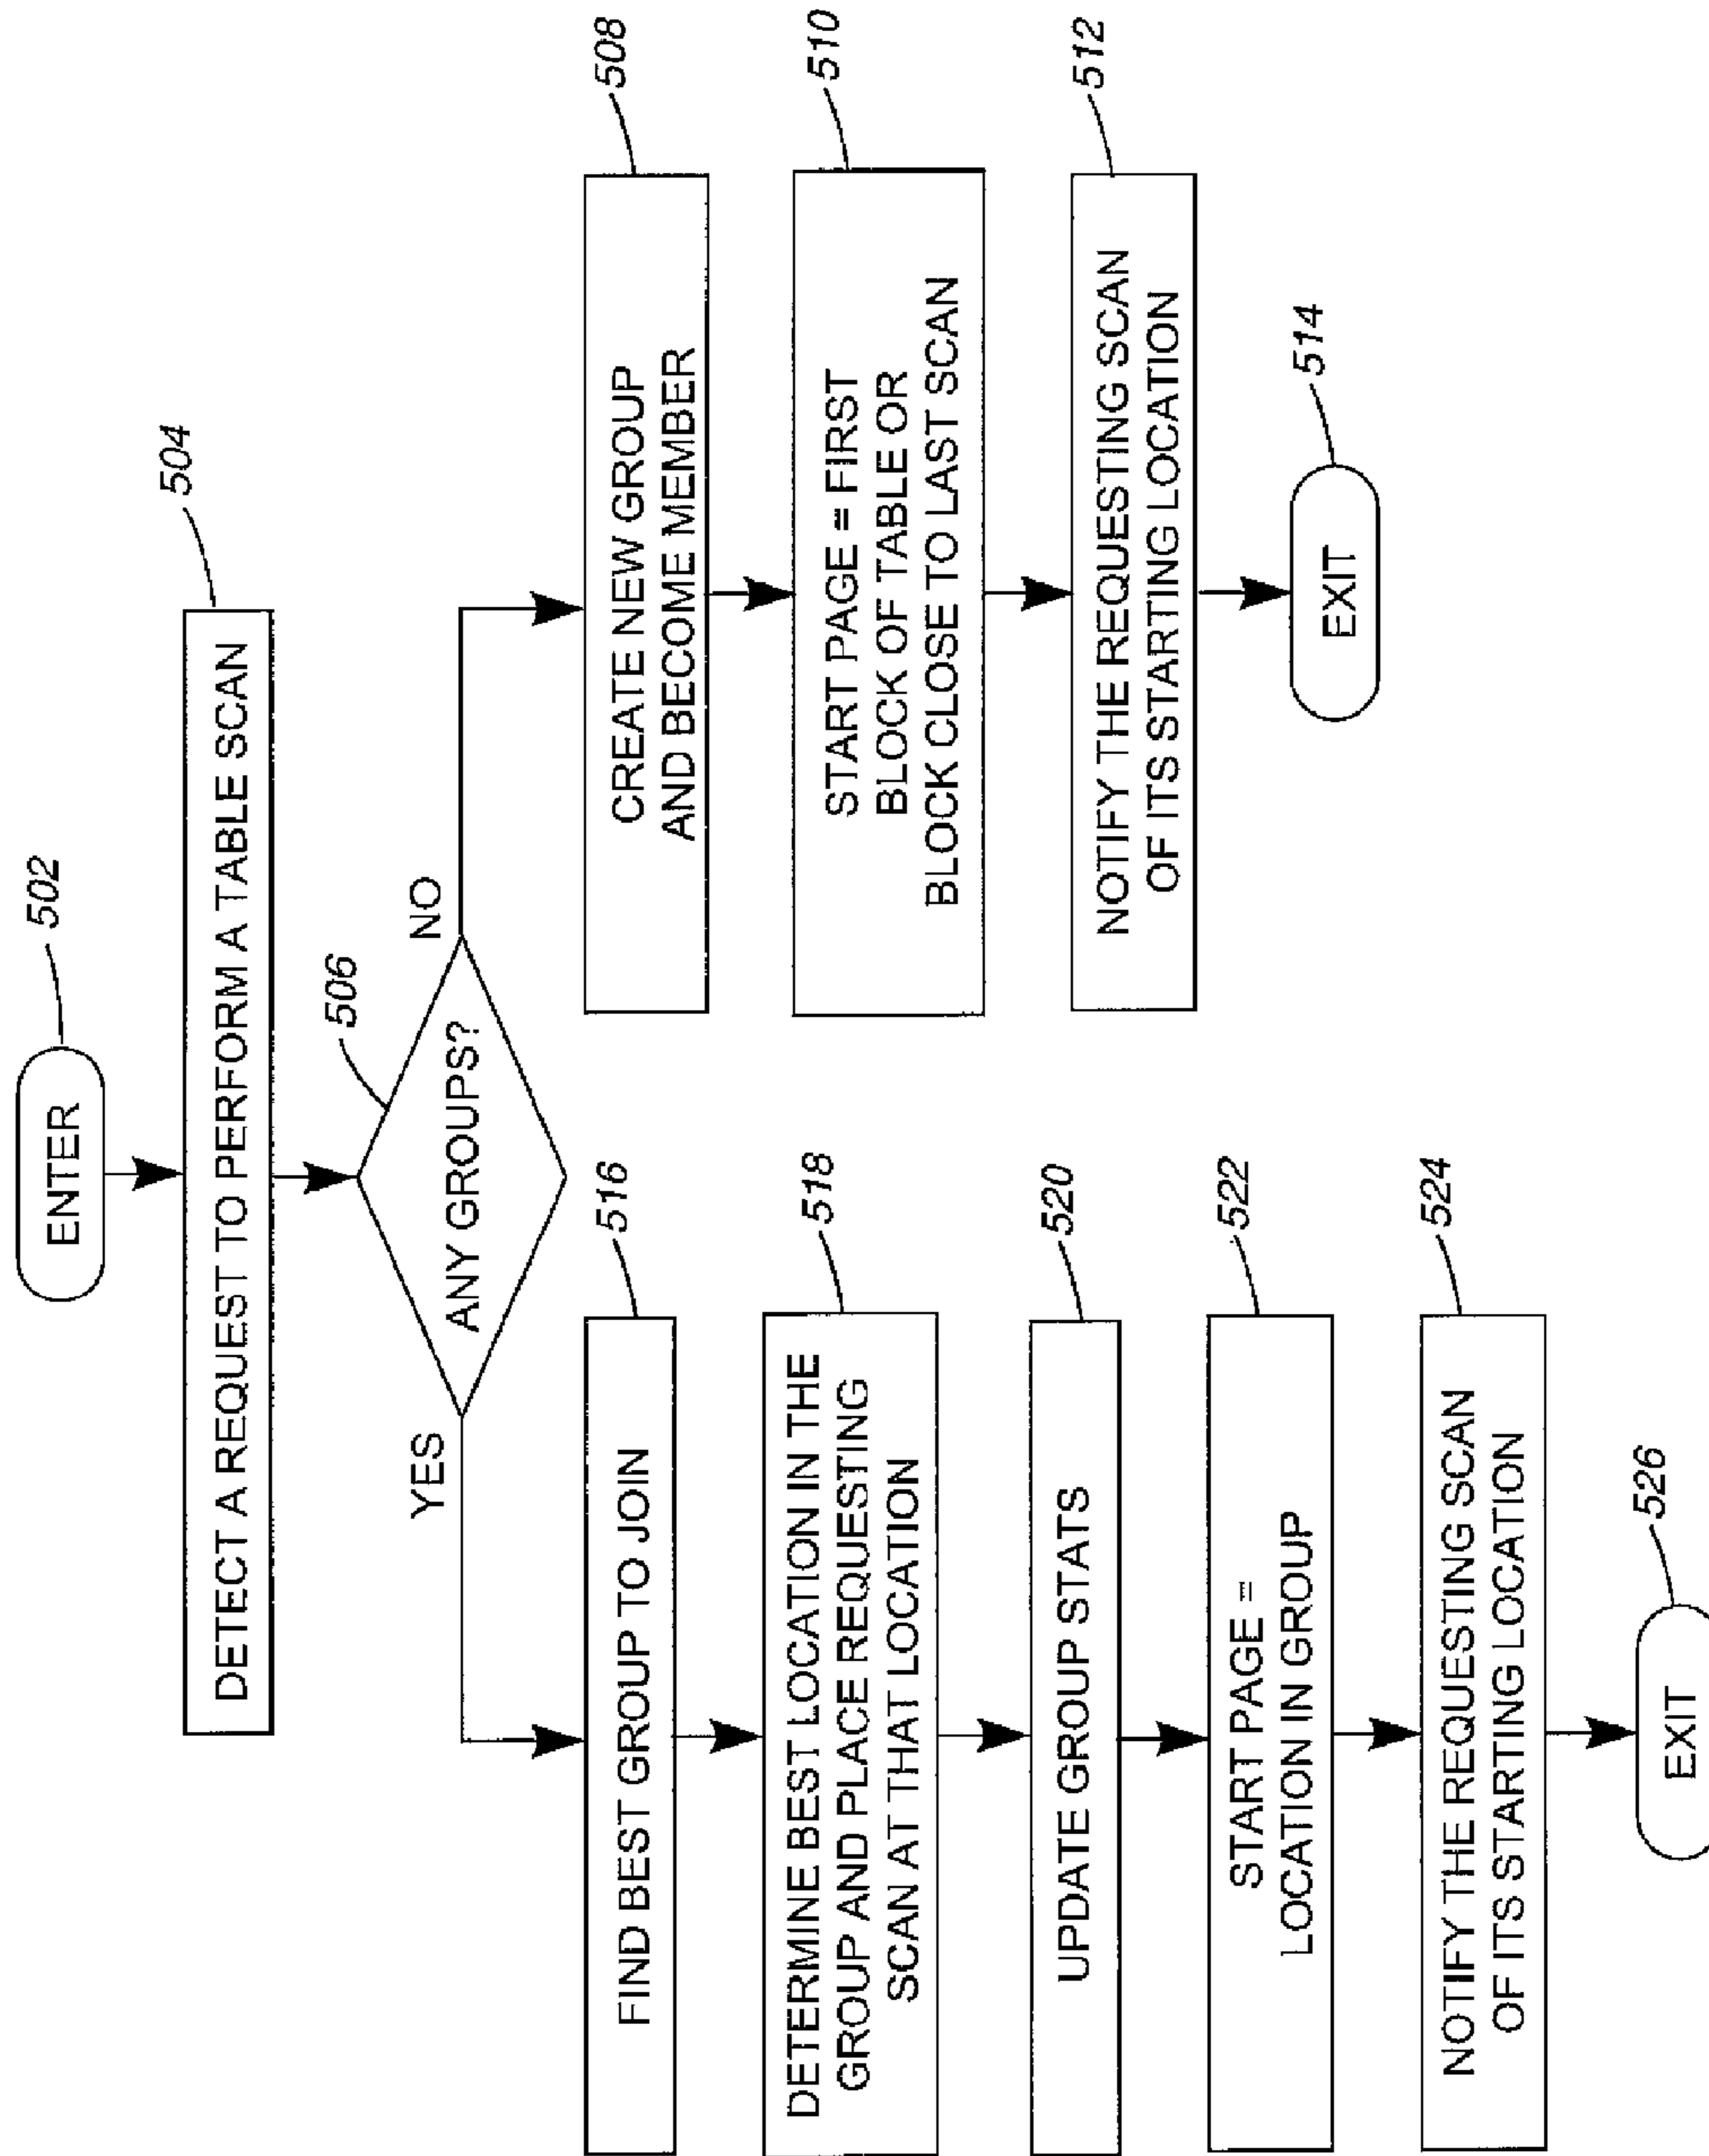 ENTER
502
DETECT A REQUEST TO PERFORM A TABLE SCAN
504
ANY GROUPS?
506
YES
NO
FIND BEST GROUP TO JOIN
516
DETERMINE BEST LOCATION IN THE
GROUP AND PLACE REQUESTING
SCAN AT THAT LOCATION
518
UPDATE GROUP STATS
520
START PAGE =
LOCATION IN GROUP
522
NOTIFY THE REQUESTING SCAN
OF ITS STARTING LOCATION
524
EXIT
526
CREATE NEW GROUP
AND BECOME MEMBER
508
START PAGE = FIRST
BLOCK OF TABLE OR
BLOCK CLOSE TO LAST SCAN
510
NOTIFY THE REQUESTING SCAN
OF ITS STARTING LOCATION
512
EXIT
514